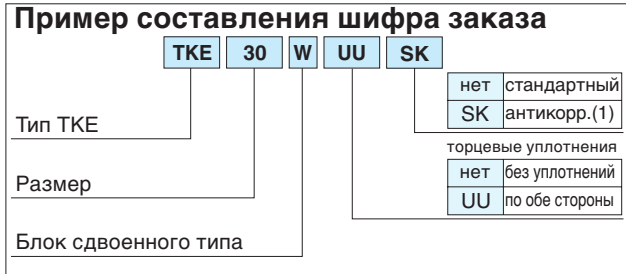 Пример составления шифра заказа
TKE 30 W UU SK
нет стандартный
SK антикорр.(1)
Тип TKE
торцевые уплотнения
нет без уплотнений
Размер
UU по обе стороны
Блок сдвоенного типа